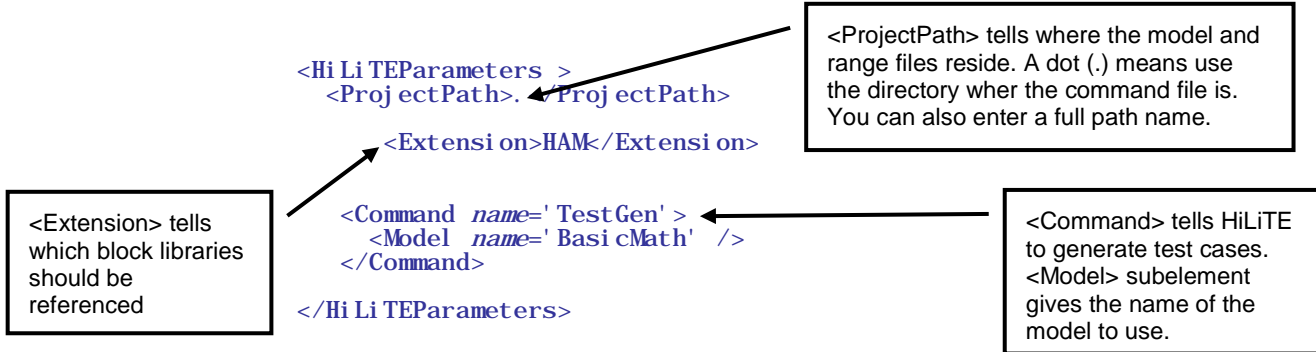 <ProjectPath> tells where the model and
range files reside. A dot (.) means use
the directory wher the command file is.
You can also enter a full path name.
<HiLiTEParameters >
<ProjectPath>. </ProjectPath>
<Extension>HAM</Extension>
<Extension> tells
which block libraries
should be
referenced
<Command name='TestGen'>
<Model name='BasicMath' />
</Command>
</HiLiTEParameters>
<Command> tells HiLiTE
to generate test cases.
<Model> subelement
gives the name of the
model to use.